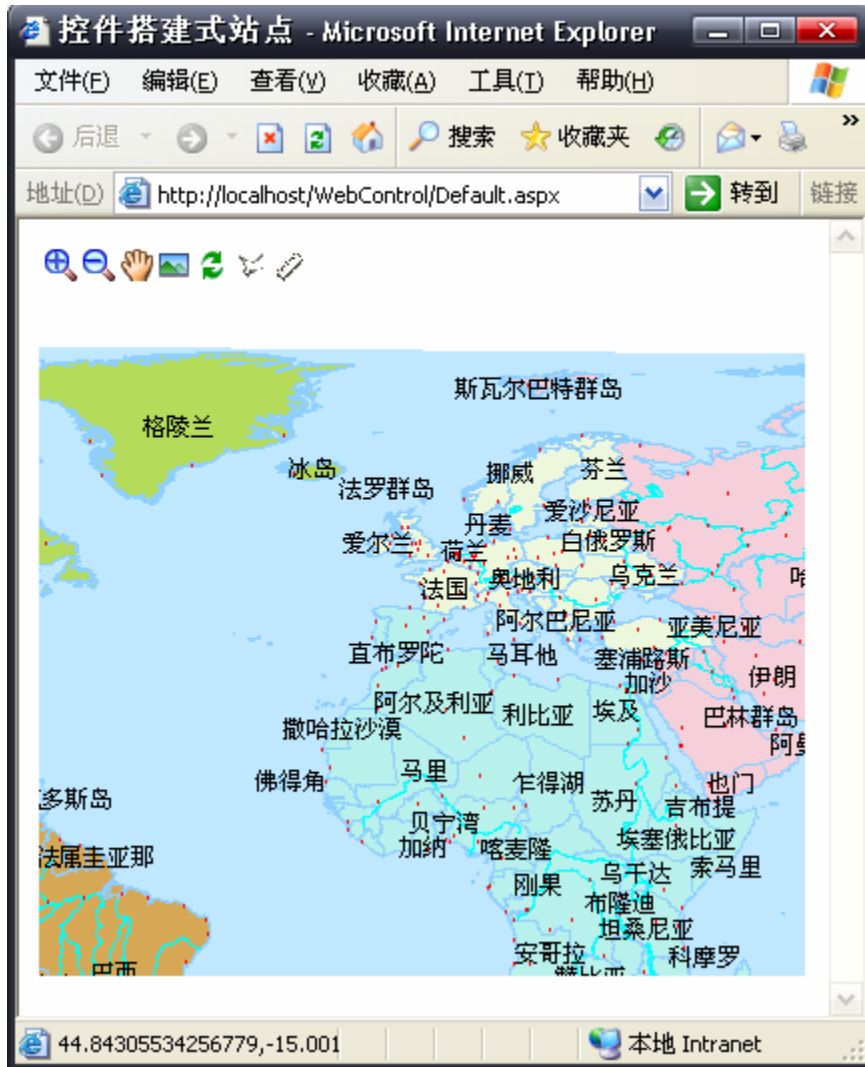 控件搭建式站点 - Microsoft Internet Explorer
文件(F) 编辑(E) 查看(V) 收藏(A) 工具(T) 帮助(H)
后退 搜索 收藏夹 »
地址(D) http://localhost/WebControl/Default.aspx 转到 链接
斯瓦尔巴特群岛
格陵兰
冰岛 挪威 芬兰
法罗群岛
爱沙尼亚
丹麦
爱尔兰 荷兰 白俄罗斯
法国 奥地利 乌克兰 哈
阿尔巴尼亚 亚美尼亚
直布罗陀 马耳他 塞浦路斯
加沙 伊朗
阿尔及利亚 利比亚 埃及 巴林群岛
撒哈拉沙漠
阿曼
佛得角 马里 乍得湖 也门
多斯岛 苏丹 吉布提
贝宁湾
加纳 喀麦隆 埃塞俄比亚
法属圭亚那 索马里
刚果 乌干达
布隆迪
坦桑尼亚
安哥拉 科摩罗
巴西 赞比亚
44.84305534256779,-15.001 本地 Intranet